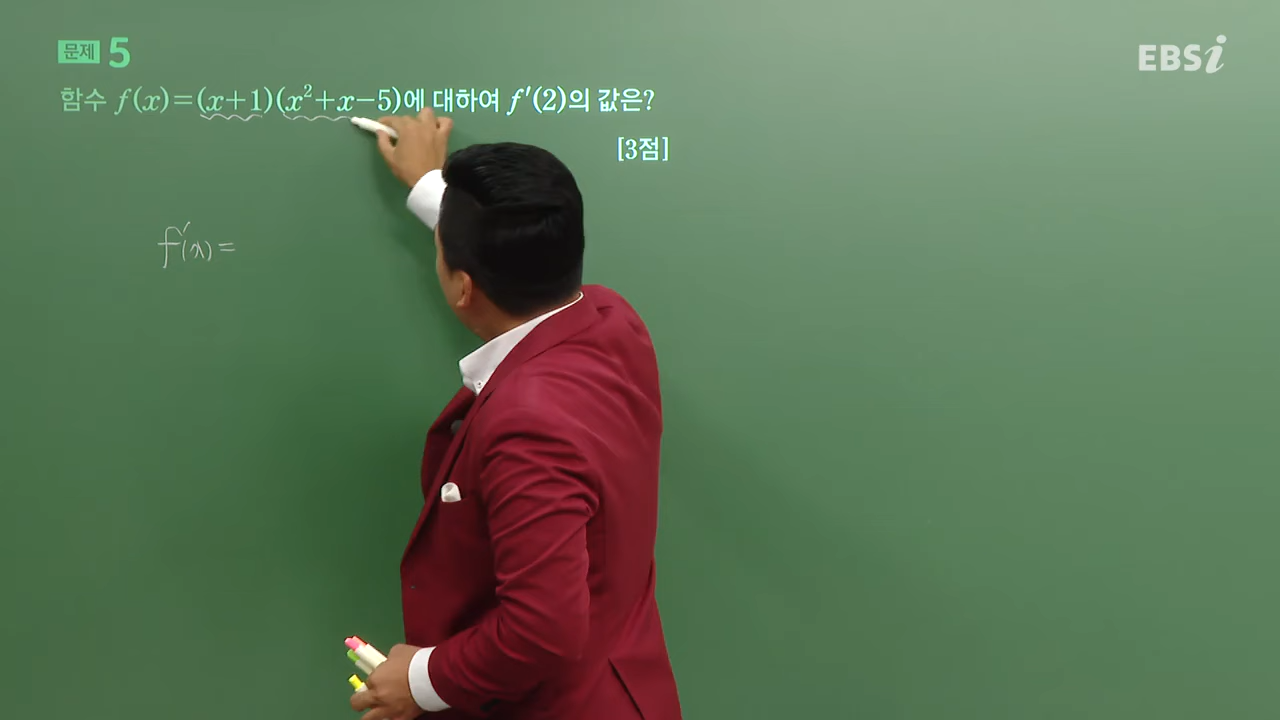 문제 5
EBSi
함수 f(x)=(x+1)(x²+x-5)에 대하여 f′(2)의 값은?
[3점]
f′(x)=